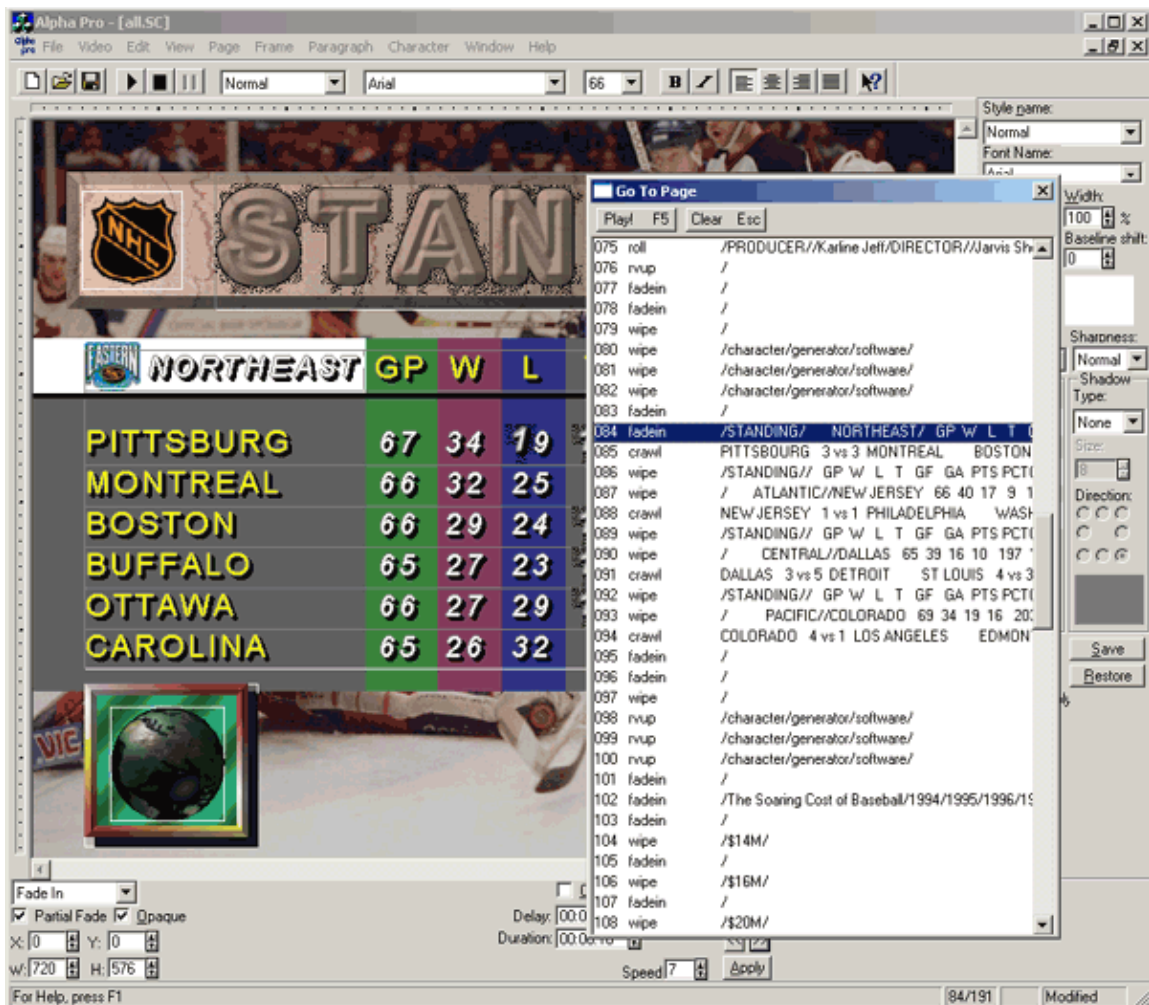 Alpha Pro - [all.SC]
File Video Edit View Page Frame Paragraph Character Window Help
Normal Arial 66 B I
Style name:
Normal
Font Name:
Arial
Width:
100 %
Baseline shift:
0
Sharpness:
Normal
Shadow
Type:
None
Size:
8
Direction:
Save
Restore
NHL
STAN
EASTERN NORTHEAST GP W L
PITTSBURG 67 34 19
MONTREAL 66 32 25
BOSTON 66 29 24
BUFFALO 65 27 23
OTTAWA 66 27 29
CAROLINA 65 26 32
VIC
Go To Page
Play! F5 Clear Esc
075 roll /PRODUCER//Karline Jeff/DIRECTOR//Jarvis She
076 rvup /
077 fadein /
078 fadein /
079 wipe /
080 wipe /character/generator/software/
081 wipe /character/generator/software/
082 wipe /character/generator/software/
083 fadein /
084 fadein /STANDING/ NORTHEAST/ GP W L T G
085 crawl PITTSBOURG 3 vs 3 MONTREAL BOSTON
086 wipe /STANDING// GP W L T GF GA PTS PCT(
087 wipe / ATLANTIC//NEW JERSEY 66 40 17 9 1
088 crawl NEW JERSEY 1 vs 1 PHILADELPHIA WASH
089 wipe /STANDING// GP W L T GF GA PTS PCT(
090 wipe / CENTRAL//DALLAS 65 39 16 10 197 1
091 crawl DALLAS 3 vs 5 DETROIT ST LOUIS 4 vs 3
092 wipe /STANDING// GP W L T GF GA PTS PCT(
093 wipe / PACIFIC//COLORADO 69 34 19 16 203
094 crawl COLORADO 4 vs 1 LOS ANGELES EDMONT
095 fadein /
096 fadein /
097 wipe /
098 rvup /character/generator/software/
099 rvup /character/generator/software/
100 rvup /character/generator/software/
101 fadein /
102 fadein /The Soaring Cost of Baseball/1994/1995/1996/19
103 fadein /
104 wipe /$14M/
105 fadein /
106 wipe /$16M/
107 fadein /
108 wipe /$20M/
Fade In
Partial Fade Opaque
X: 0 Y: 0
W: 720 H: 576
Delay: 00:0
Duration: 00:00:10
Speed 7 << >> Apply
For Help, press F1 84/191 Modified